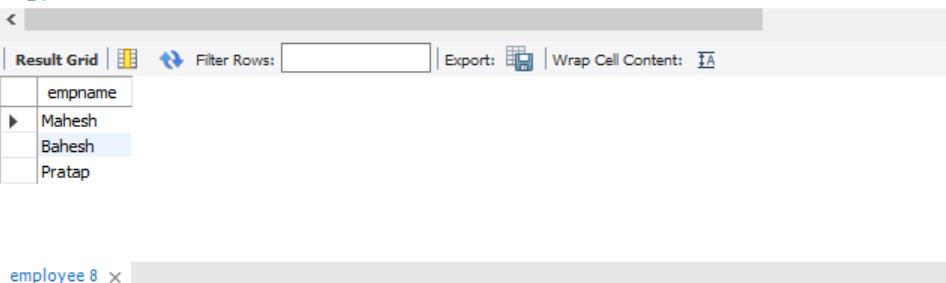 Result Grid Filter Rows: Export: Wrap Cell Content:
empname
Mahesh
Bahesh
Pratap
employee 8